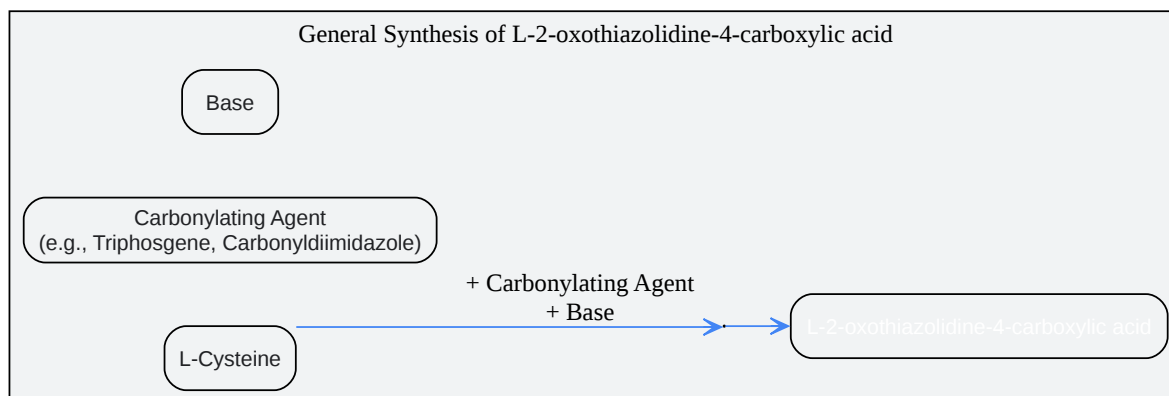 General Synthesis of L-2-oxothiazolidine-4-carboxylic acid
Base
Carbonylating Agent
(e.g., Triphosgene, Carbonyldiimidazole)
+ Carbonylating Agent
+ Base
L-2-oxothiazolidine-4-carboxylic acid
L-Cysteine